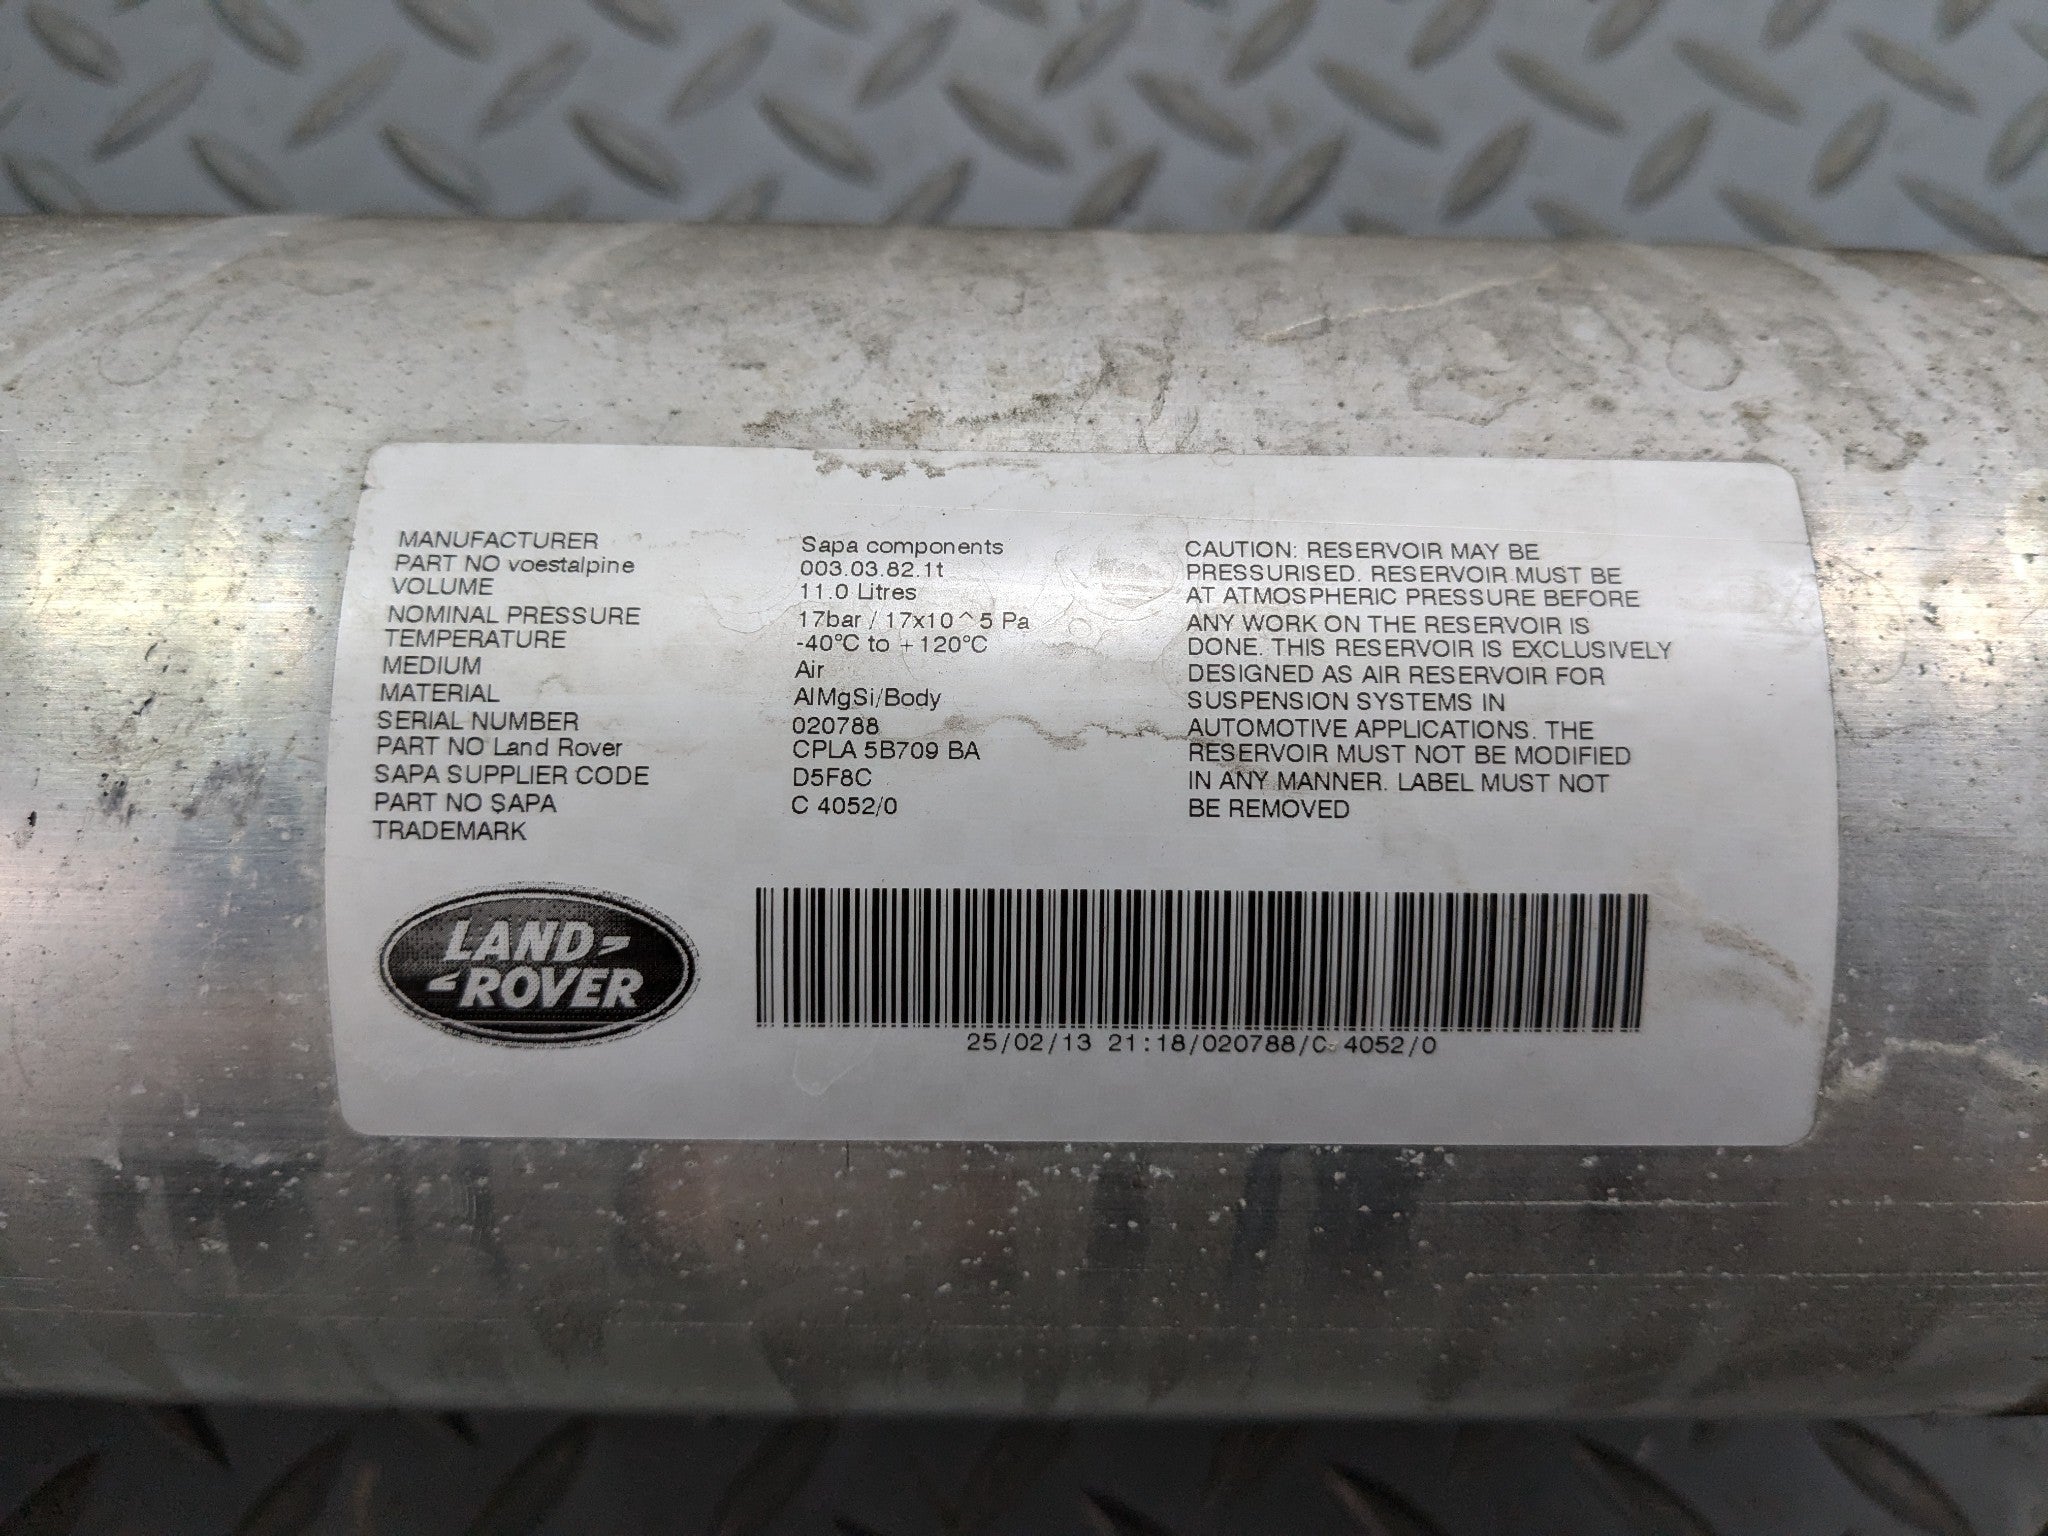 MANUFACTURER Sapa components
PART NO voestalpine 003.03.82.1t
VOLUME 11.0 Litres
NOMINAL PRESSURE 17bar / 17x10^5 Pa
TEMPERATURE -40°C to +120°C
MEDIUM Air
MATERIAL AlMgSi/Body
SERIAL NUMBER 020788
PART NO Land Rover CPLA 5B709 BA
SAPA SUPPLIER CODE D5F8C
PART NO SAPA C 4052/0
TRADEMARK
CAUTION: RESERVOIR MAY BE
PRESSURISED. RESERVOIR MUST BE
AT ATMOSPHERIC PRESSURE BEFORE
ANY WORK ON THE RESERVOIR IS
DONE. THIS RESERVOIR IS EXCLUSIVELY
DESIGNED AS AIR RESERVOIR FOR
SUSPENSION SYSTEMS IN
AUTOMOTIVE APPLICATIONS. THE
RESERVOIR MUST NOT BE MODIFIED
IN ANY MANNER. LABEL MUST NOT
BE REMOVED
LAND
ROVER
25/02/13 21:18/020788/C 4052/0